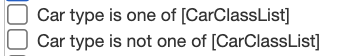 Car type is one of [CarClassList]
Car type is not one of [CarClassList]